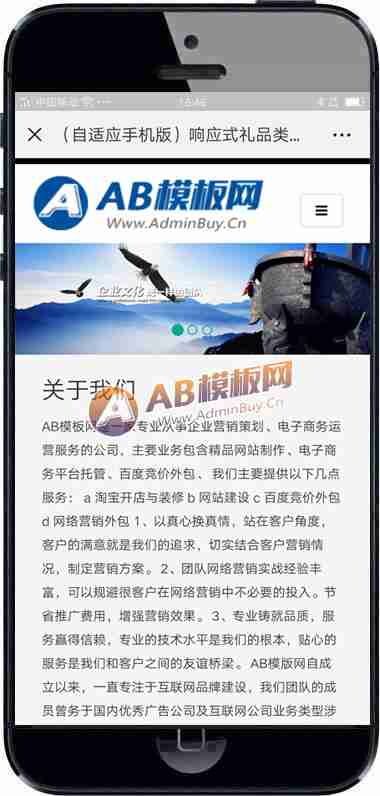 中国移动
15:46
（自适应手机版）响应式礼品类...
AB模板网
Www.AdminBuy.Cn
企业文化
关于我们
AB模板网
Www.AdminBuy.Cn
AB模板网是一家专业从事企业营销策划、电子商务运
营服务的公司，主要业务包含精品网站制作、电子商
务平台托管、百度竞价外包、 我们主要提供以下几点
服务： a 淘宝开店与装修 b 网站建设 c 百度竞价外包
d 网络营销外包 1、以真心换真情，站在客户角度，
客户的满意就是我们的追求，切实结合客户营销情
况，制定营销方案。 2、团队网络营销实战经验丰
富，可以规避很客户在网络营销中不必要的投入。节
省推广费用，增强营销效果。 3、专业铸就品质，服
务赢得信赖，专业的技术水平是我们的根本，贴心的
服务是我们和客户之间的友谊桥梁。 AB模版网自成
立以来，一直专注于互联网品牌建设，我们团队的成
员曾务于国内优秀广告公司及互联网公司业务类型涉